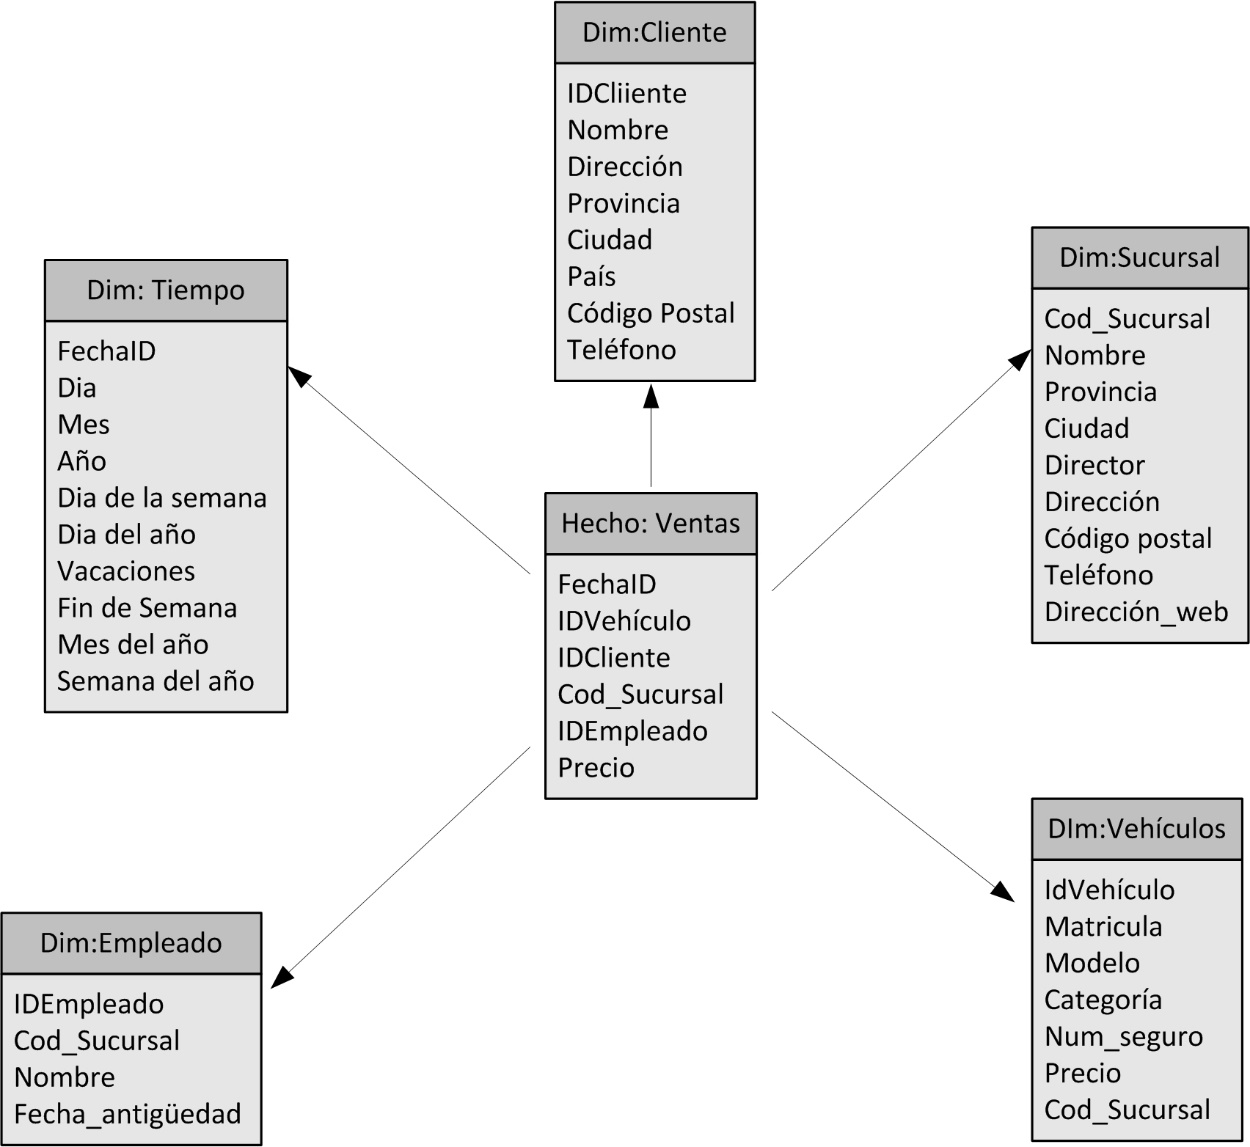 Dim:Cliente
IDCliiente
Nombre
Dirección
Provincia
Ciudad
País
Código Postal
Teléfono
Dim: Tiempo
FechaID
Dia
Mes
Año
Dia de la semana
Dia del año
Vacaciones
Fin de Semana
Mes del año
Semana del año
Dim:Sucursal
Cod_Sucursal
Nombre
Provincia
Ciudad
Director
Dirección
Código postal
Teléfono
Dirección_web
Hecho: Ventas
FechaID
IDVehículo
IDCliente
Cod_Sucursal
IDEmpleado
Precio
Dim:Empleado
IDEmpleado
Cod_Sucursal
Nombre
Fecha_antigüedad
DIm:Vehículos
IdVehículo
Matricula
Modelo
Categoría
Num_seguro
Precio
Cod_Sucursal